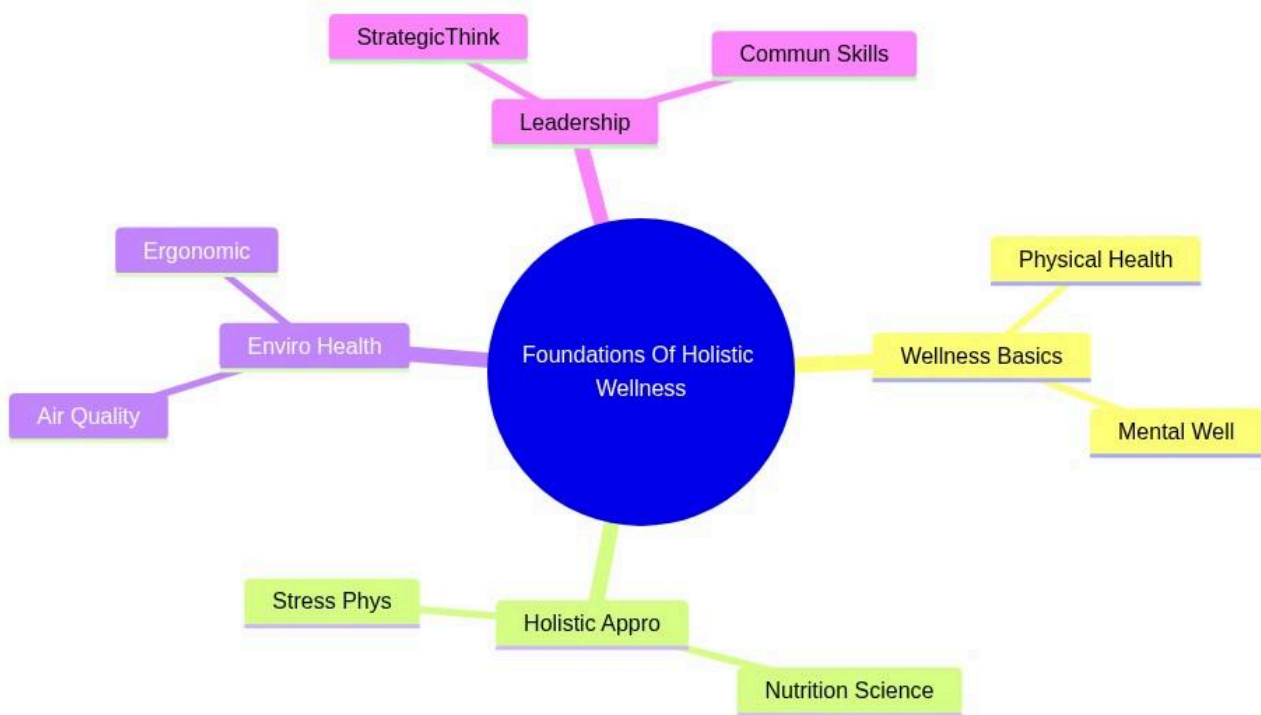 StrategicThink
Commun Skills
Leadership
Ergonomic
Physical Health
Enviro Health
Foundations Of Holistic
Wellness
Wellness Basics
Air Quality
Mental Well
Stress Phys
Holistic Appro
Nutrition Science